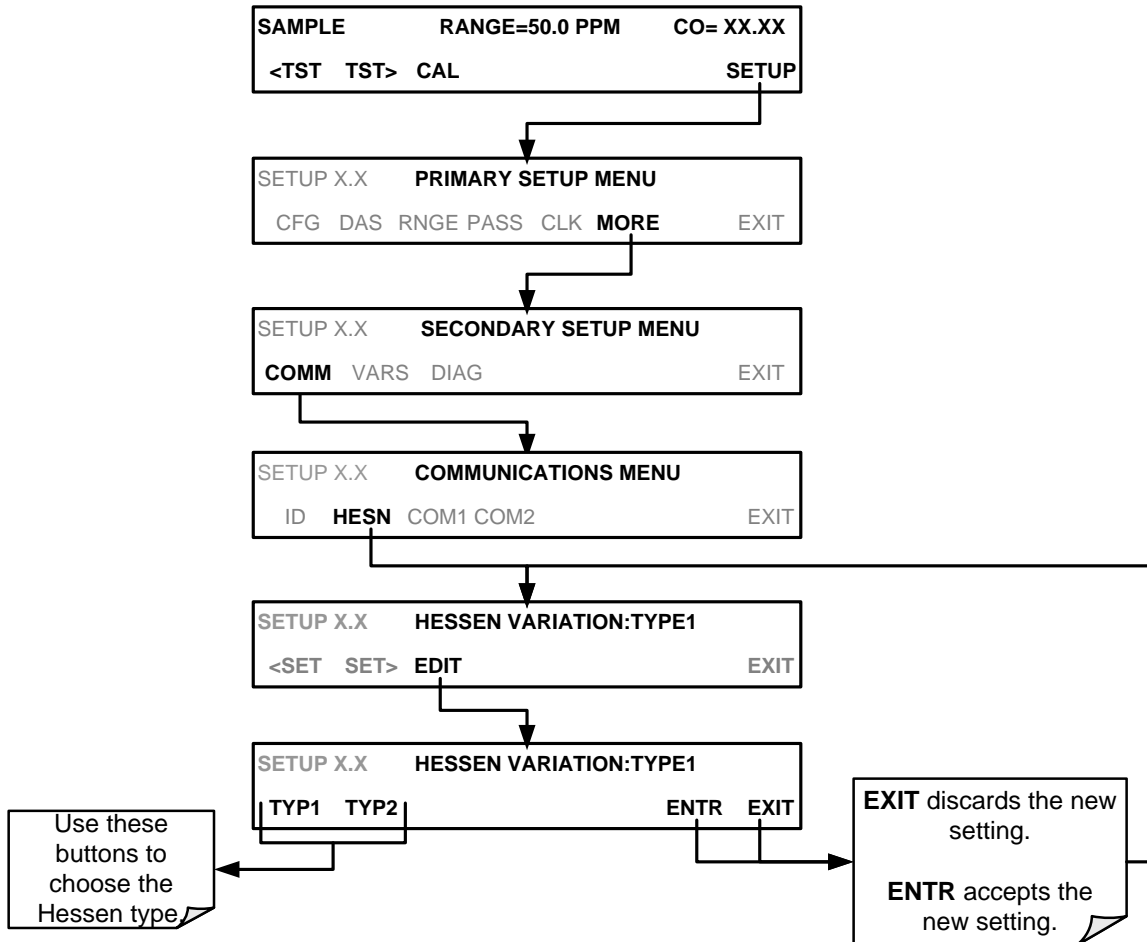 SAMPLE RANGE=50.0 PPM CO= XX.XX
<TST TST> CAL SETUP
SETUP X.X PRIMARY SETUP MENU
CFG DAS RNGE PASS CLK MORE EXIT
SETUP X.X SECONDARY SETUP MENU
COMM VARS DIAG EXIT
SETUP X.X COMMUNICATIONS MENU
ID HESN COM1 COM2 EXIT
SETUP X.X HESSEN VARIATION:TYPE1
<SET SET> EDIT EXIT
SETUP X.X HESSEN VARIATION:TYPE1
TYP1 TYP2 ENTR EXIT
Use these
buttons to
choose the
Hessen type.
EXIT discards the new
setting.
ENTR accepts the
new setting.